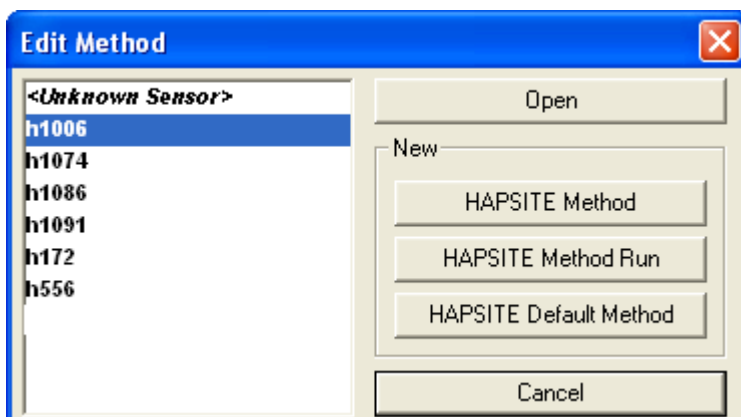 Edit Method
<Unknown Sensor>
h1006
h1074
h1086
h1091
h172
h556
Open
New
HAPSITE Method
HAPSITE Method Run
HAPSITE Default Method
Cancel